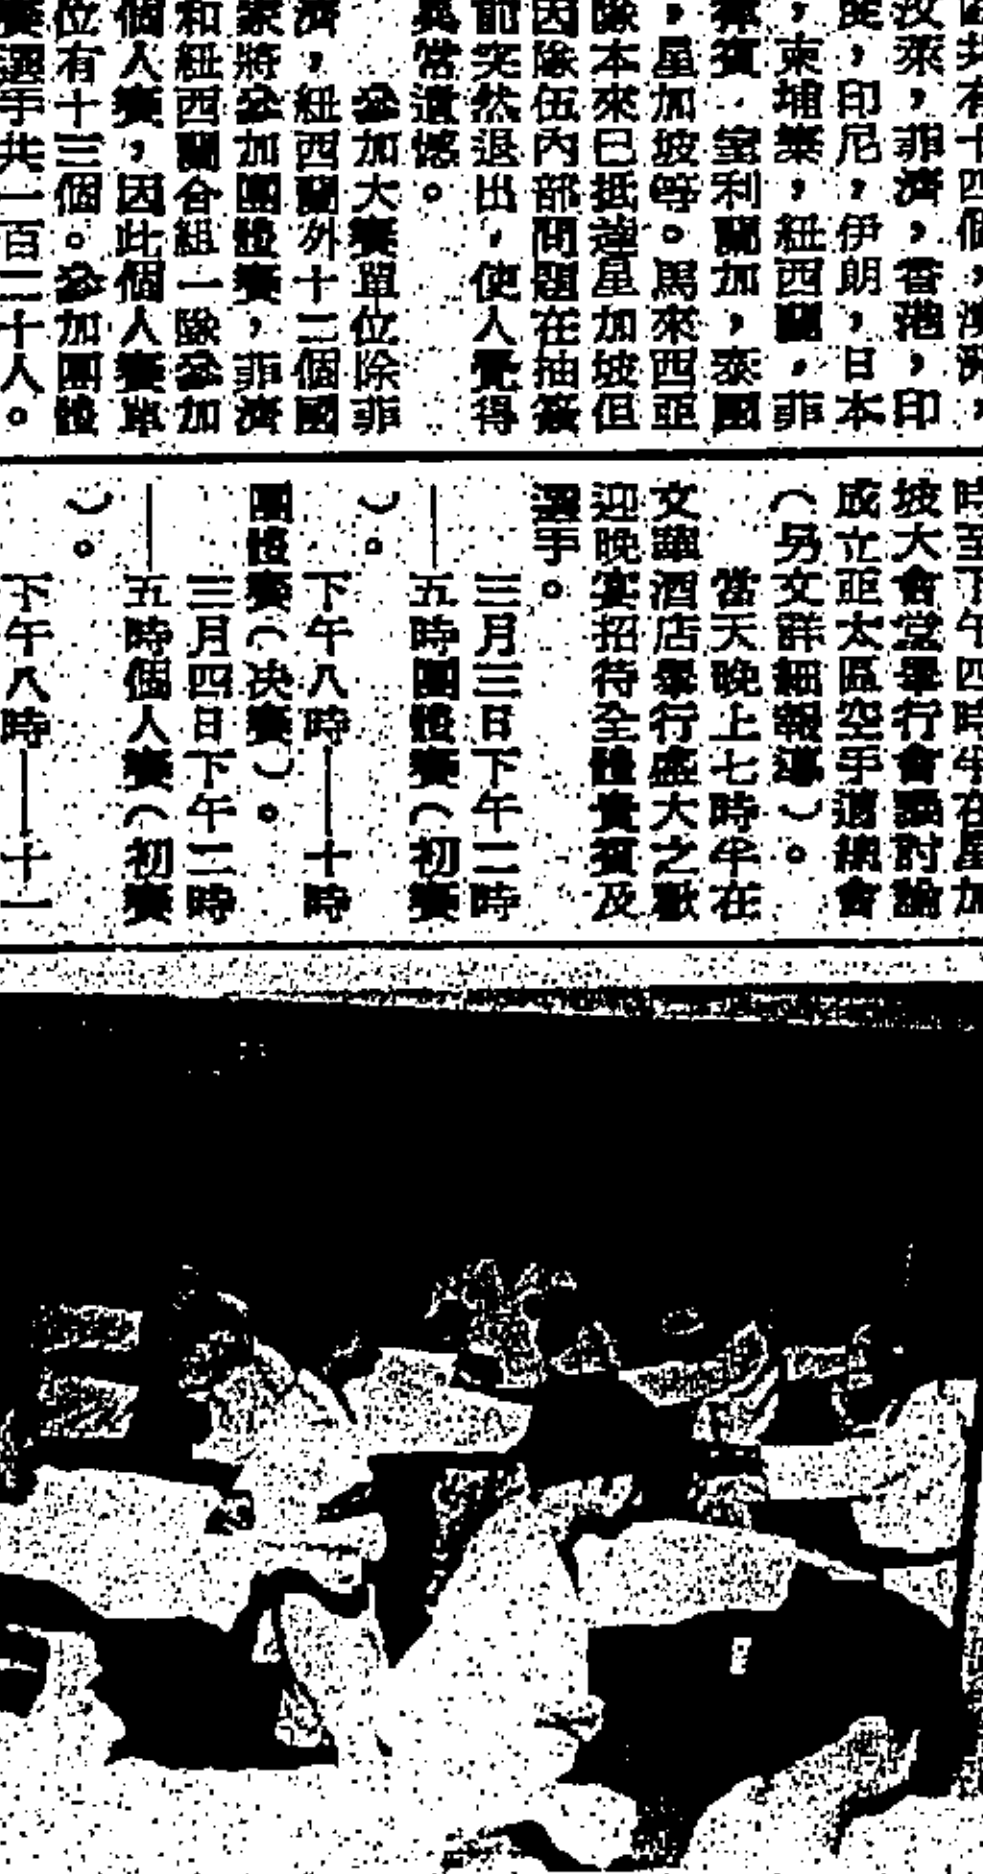 共有十四個，澳洲，
汶萊，菲濟，香港，印
度，印尼，伊朗，日本
，柬埔寨，紐西蘭，菲
律賓，室利蘭加，泰國
，星加坡等。馬來西亞
隊本來已抵達星加坡但
因隊伍內部問題在抽簽
前突然退出，使人覺得
異常遺憾。
參加大賽單位除菲
濟，紐西蘭外十二個國
家將參加團體賽，菲濟
和紐西蘭合組一隊參加
個人賽，因此個人賽單
位有十三個。參加團體
賽選手共一百二十人。
時至下午四時半在星加
坡大會堂舉行會議討論
成立亞太區空手道總會
（另文詳細報導）。
當天晚上七時半在
文華酒店舉行盛大之歡
迎晚宴招待全體貴賓及
選手。
三月三日下午二時
——五時團體賽（初賽
）。
下午八時——十時
團體賽（决賽）。
三月四日下午二時
——五時個人賽（初賽
）。
下午八時——十一